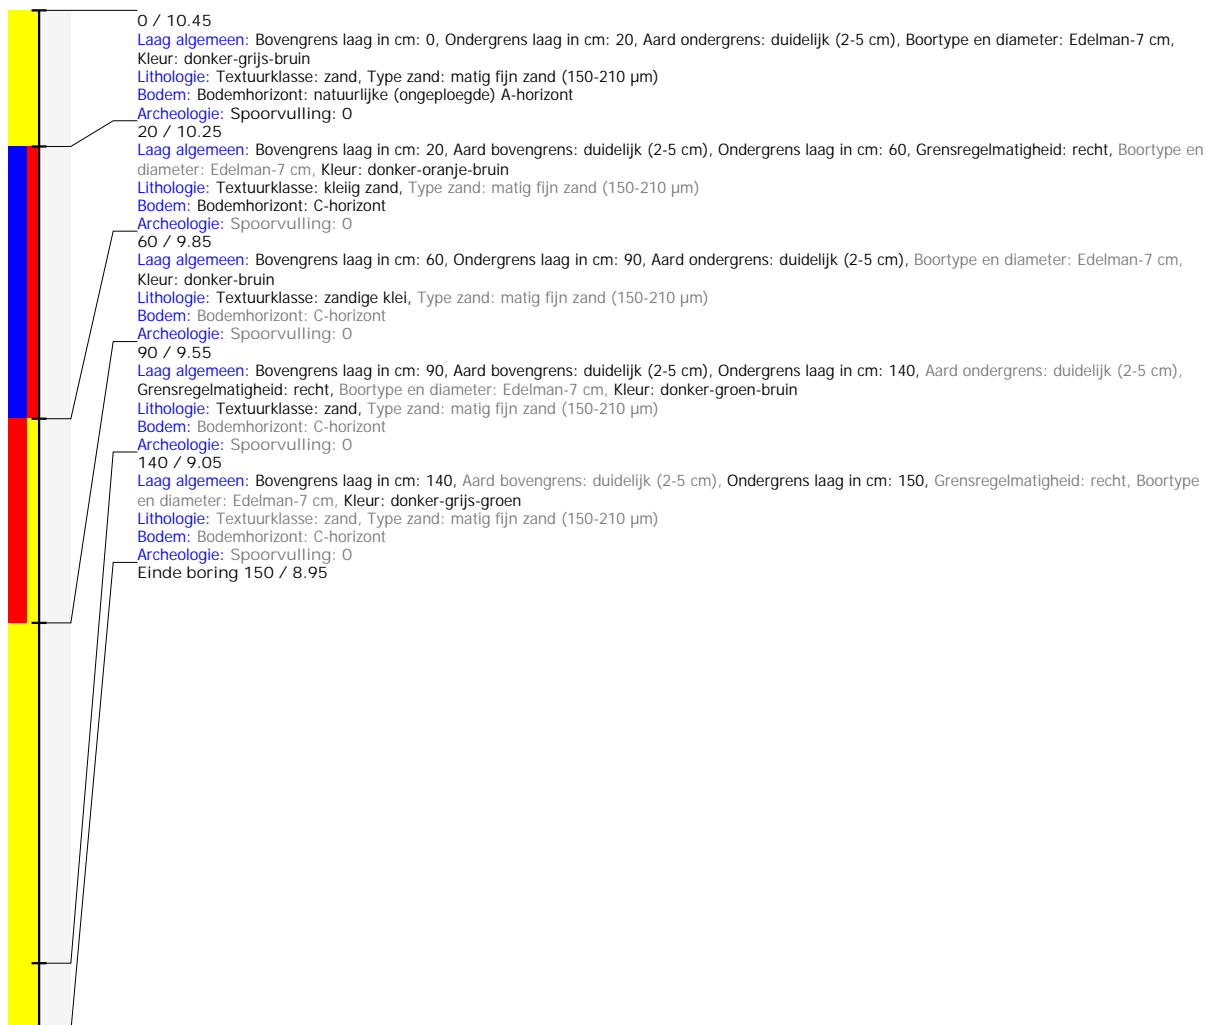 0 / 10.45
Laag algemeen: Bovengrens laag in cm: 0, Ondergrens laag in cm: 20, Aard ondergrens: duidelijk (2-5 cm), Boortype en diameter: Edelman-7 cm,
Kleur: donker-grijs-bruin
Lithologie: Textuurklasse: zand, Type zand: matig fijn zand (150-210 µm)
Bodem: Bodemhorizont: natuurlijke (ongeploegde) A-horizont
Archeologie: Spoorvulling: 0
20 / 10.25
Laag algemeen: Bovengrens laag in cm: 20, Aard bovengrens: duidelijk (2-5 cm), Ondergrens laag in cm: 60, Grensregelmatigheid: recht, Boortype en
diameter: Edelman-7 cm, Kleur: donker-oranje-bruin
Lithologie: Textuurklasse: kleiig zand, Type zand: matig fijn zand (150-210 µm)
Bodem: Bodemhorizont: C-horizont
Archeologie: Spoorvulling: 0
60 / 9.85
Laag algemeen: Bovengrens laag in cm: 60, Ondergrens laag in cm: 90, Aard ondergrens: duidelijk (2-5 cm), Boortype en diameter: Edelman-7 cm,
Kleur: donker-bruin
Lithologie: Textuurklasse: zandige klei, Type zand: matig fijn zand (150-210 µm)
Bodem: Bodemhorizont: C-horizont
Archeologie: Spoorvulling: 0
90 / 9.55
Laag algemeen: Bovengrens laag in cm: 90, Aard bovengrens: duidelijk (2-5 cm), Ondergrens laag in cm: 140, Aard ondergrens: duidelijk (2-5 cm),
Grensregelmatigheid: recht, Boortype en diameter: Edelman-7 cm, Kleur: donker-groen-bruin
Lithologie: Textuurklasse: zand, Type zand: matig fijn zand (150-210 µm)
Bodem: Bodemhorizont: C-horizont
Archeologie: Spoorvulling: 0
140 / 9.05
Laag algemeen: Bovengrens laag in cm: 140, Aard bovengrens: duidelijk (2-5 cm), Ondergrens laag in cm: 150, Grensregelmatigheid: recht, Boortype
en diameter: Edelman-7 cm, Kleur: donker-grijs-groen
Lithologie: Textuurklasse: zand, Type zand: matig fijn zand (150-210 µm)
Bodem: Bodemhorizont: C-horizont
Archeologie: Spoorvulling: 0
Einde boring 150 / 8.95